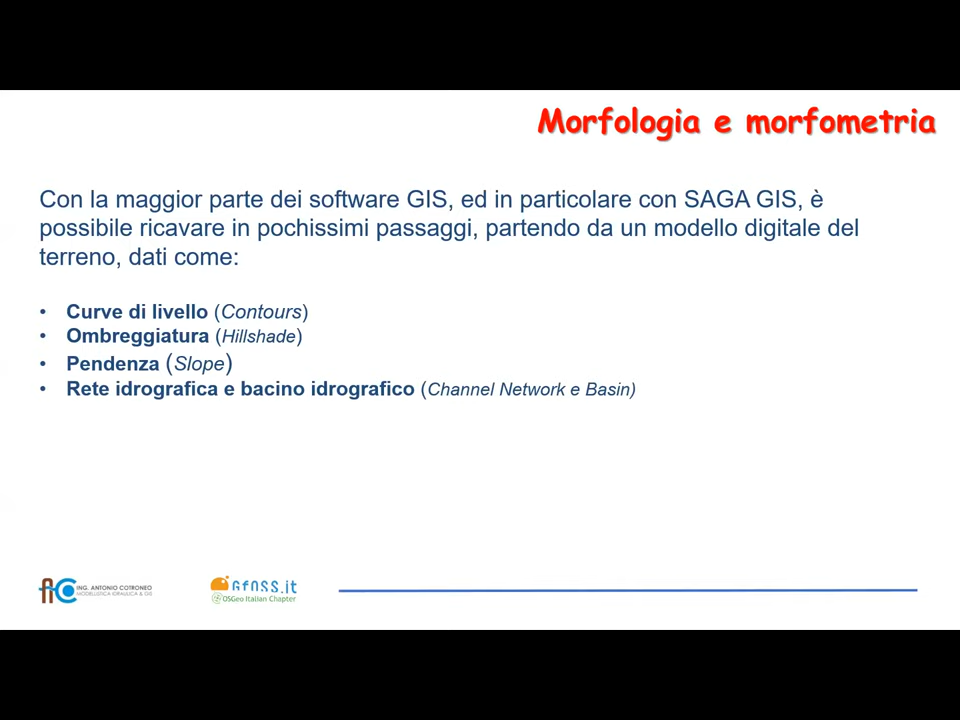 Morfologia e morfometria
Con la maggior parte dei software GIS, ed in particolare con SAGA GIS, è
possibile ricavare in pochissimi passaggi, partendo da un modello digitale del
terreno, dati come:
• Curve di livello (Contours)
• Ombreggiatura (Hillshade)
• Pendenza (Slope)
• Rete idrografica e bacino idrografico (Channel Network e Basin)
ING. ANTONIO COTRONEO
MODELLISTICA IDRAULICA & GIS
GFOSS.it
OSGeo Italian Chapter